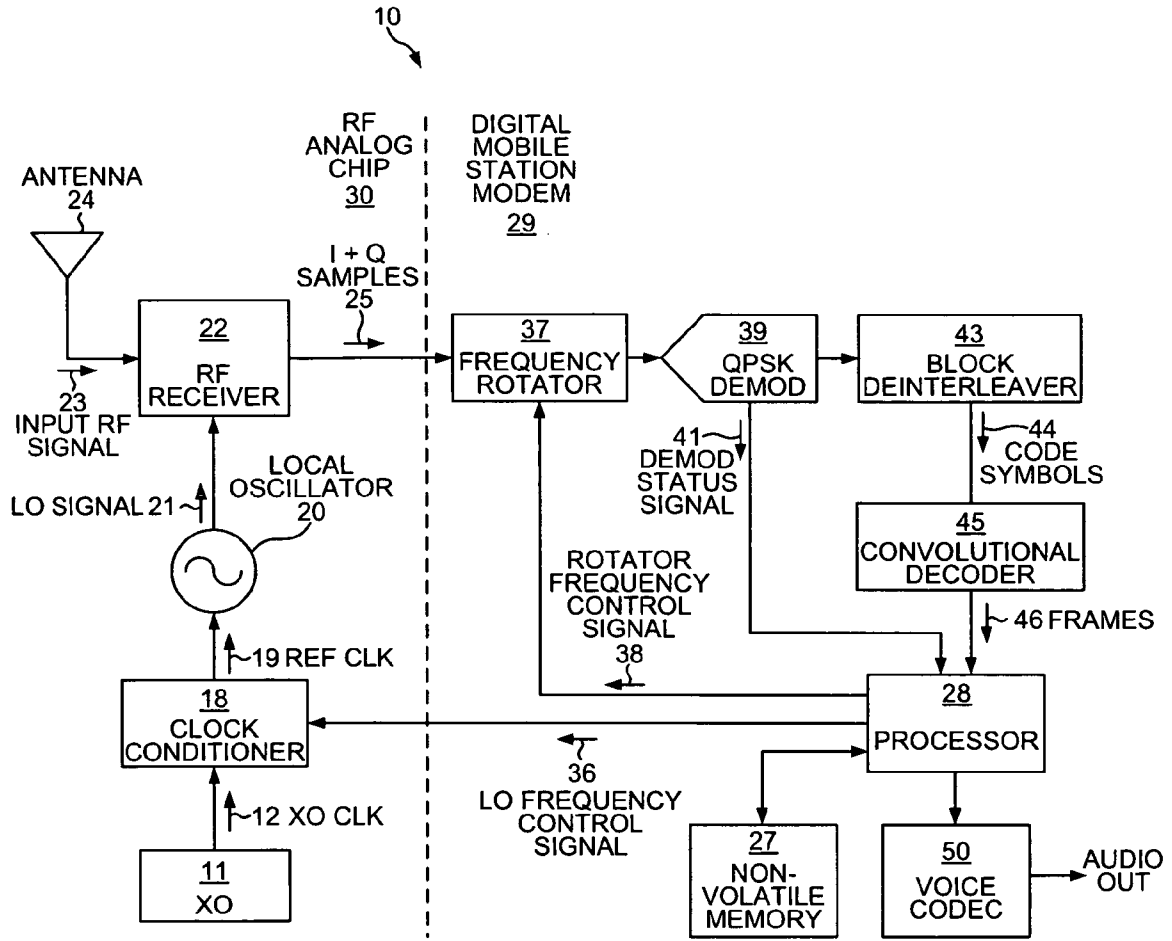 10
RF
ANALOG
CHIP
30
DIGITAL
MOBILE
STATION
MODEM
29
ANTENNA
24
I + Q
SAMPLES
25
22
RF
RECEIVER
37
FREQUENCY
ROTATOR
39
QPSK
DEMOD
43
BLOCK
DEINTERLEAVER
23
INPUT RF
SIGNAL
41
DEMOD
STATUS
SIGNAL
44
CODE
SYMBOLS
LOCAL
OSCILLATOR
20
LO SIGNAL 21
45
CONVOLUTIONAL
DECODER
ROTATOR
FREQUENCY
CONTROL
SIGNAL
38
46 FRAMES
19 REF CLK
18
CLOCK
CONDITIONER
28
PROCESSOR
36
LO FREQUENCY
CONTROL
SIGNAL
12 XO CLK
11
XO
27
NON-
VOLATILE
MEMORY
50
VOICE
CODEC
AUDIO
OUT